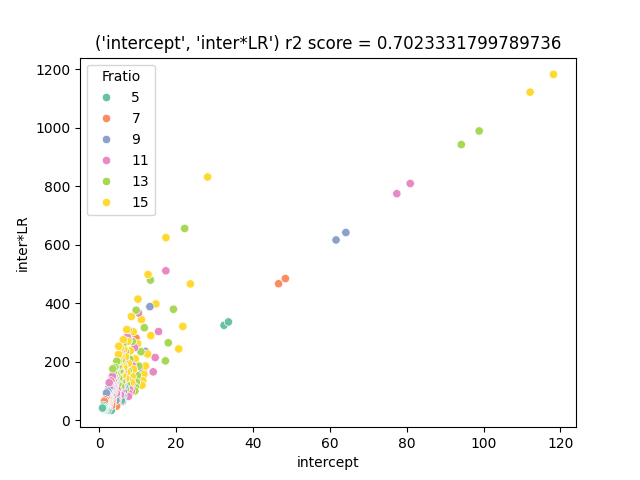 ('intercept', 'inter*LR') r2 score = 0.7023331799789736
Fratio
5
7
9
11
13
15
inter*LR
1200
1000
800
600
400
200
0
0 20 40 60 80 100 120
intercept